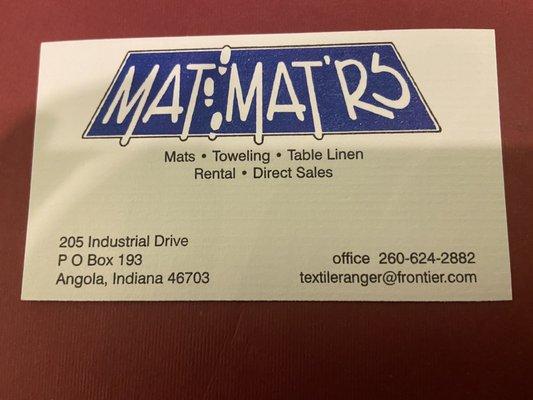 MAT MAT'RS
Mats • Toweling • Table Linen
Rental • Direct Sales
205 Industrial Drive
P O Box 193
Angola, Indiana 46703
office 260-624-2882
textileranger@frontier.com